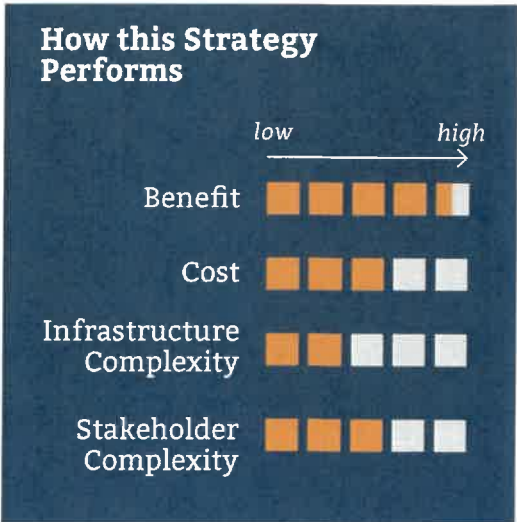 How this Strategy
Performs
low high
Benefit
Cost
Infrastructure
Complexity
Stakeholder
Complexity